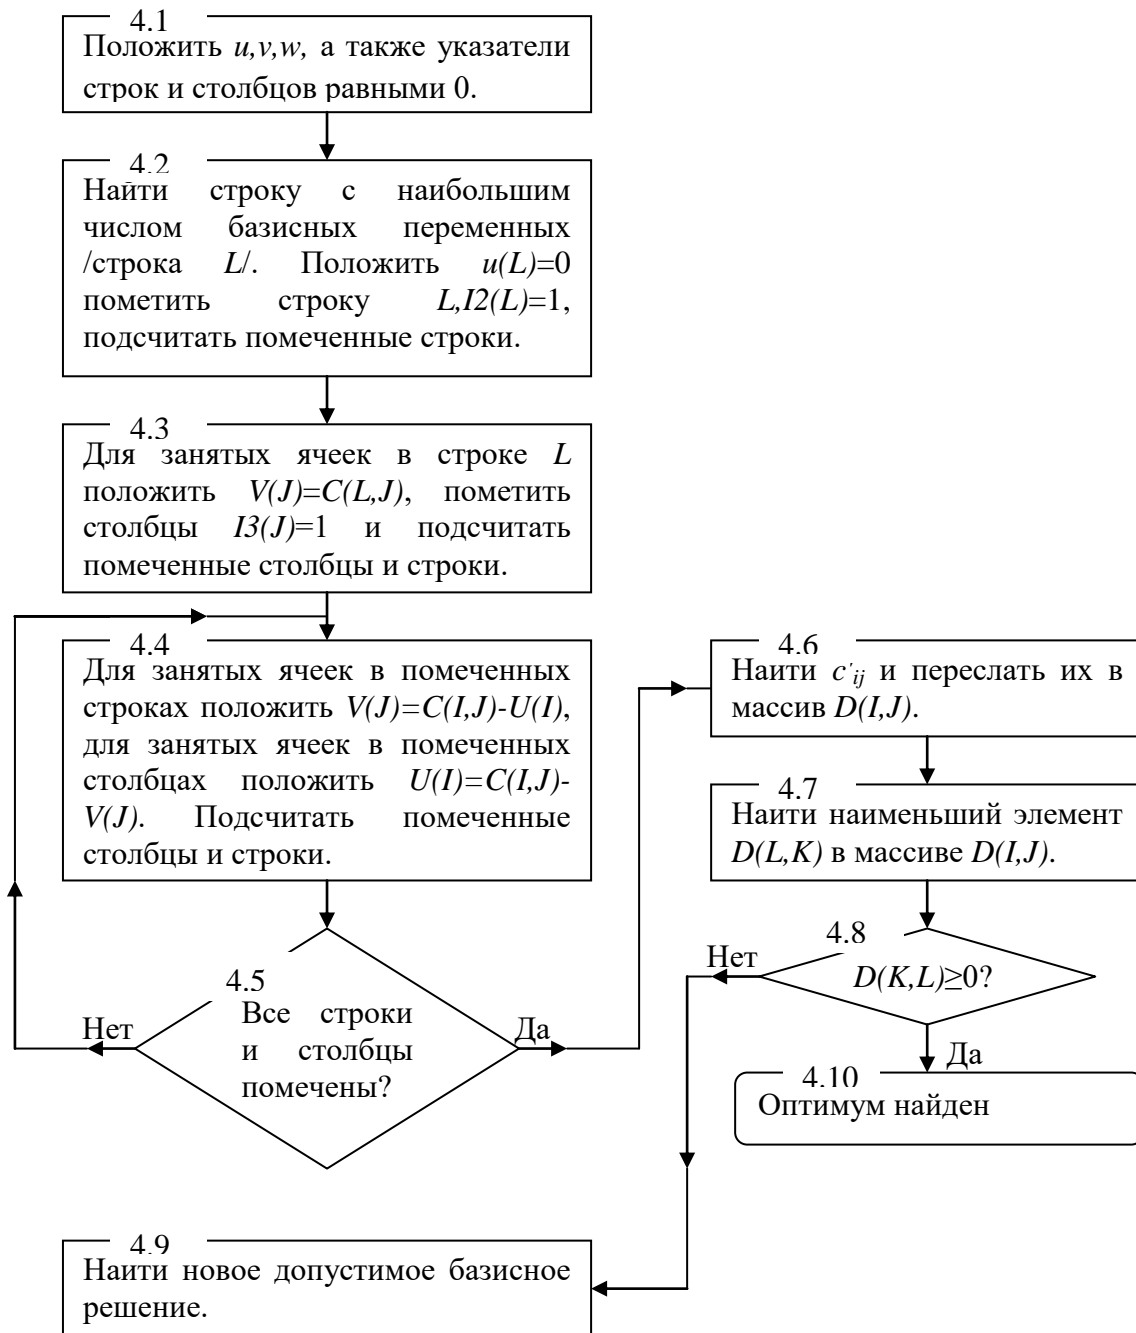 4.1
Положить u,v,w, а также указатели
строк и столбцов равными 0.
4.2
Найти строку с наибольшим
числом базисных переменных
/строка L/. Положить u(L)=0
пометить строку L,I2(L)=1,
подсчитать помеченные строки.
4.3
Для занятых ячеек в строке L
положить V(J)=C(L,J), пометить
столбцы I3(J)=1 и подсчитать
помеченные столбцы и строки.
4.4
Для занятых ячеек в помеченных
строках положить V(J)=C(I,J)-U(I),
для занятых ячеек в помеченных
столбцах положить U(I)=C(I,J)-
V(J). Подсчитать помеченные
столбцы и строки.
4.5
Все строки
и столбцы
помечены?
Нет
Да
4.6
Найти c'ij и переслать их в
массив D(I,J).
4.7
Найти наименьший элемент
D(L,K) в массиве D(I,J).
4.8
D(K,L)≥0?
Нет
Да
4.10
Оптимум найден
4.9
Найти новое допустимое базисное
решение.